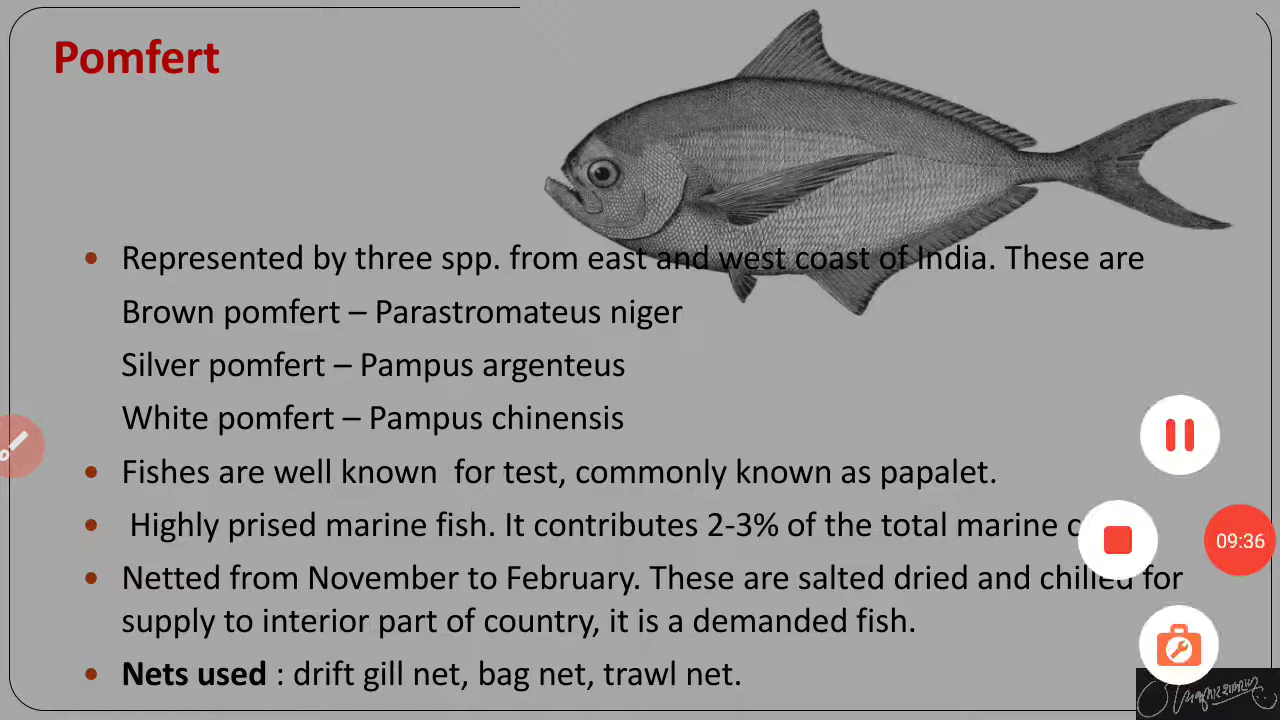 Pomfert
Represented by three spp. from east and west coast of India. These are
Brown pomfert – Parastromateus niger
Silver pomfert – Pampus argenteus
White pomfert – Pampus chinensis
Fishes are well known for test, commonly known as papalet.
Highly prised marine fish. It contributes 2-3% of the total marine
09:36
Netted from November to February. These are salted dried and chilled for
supply to interior part of country, it is a demanded fish.
Nets used : drift gill net, bag net, trawl net.